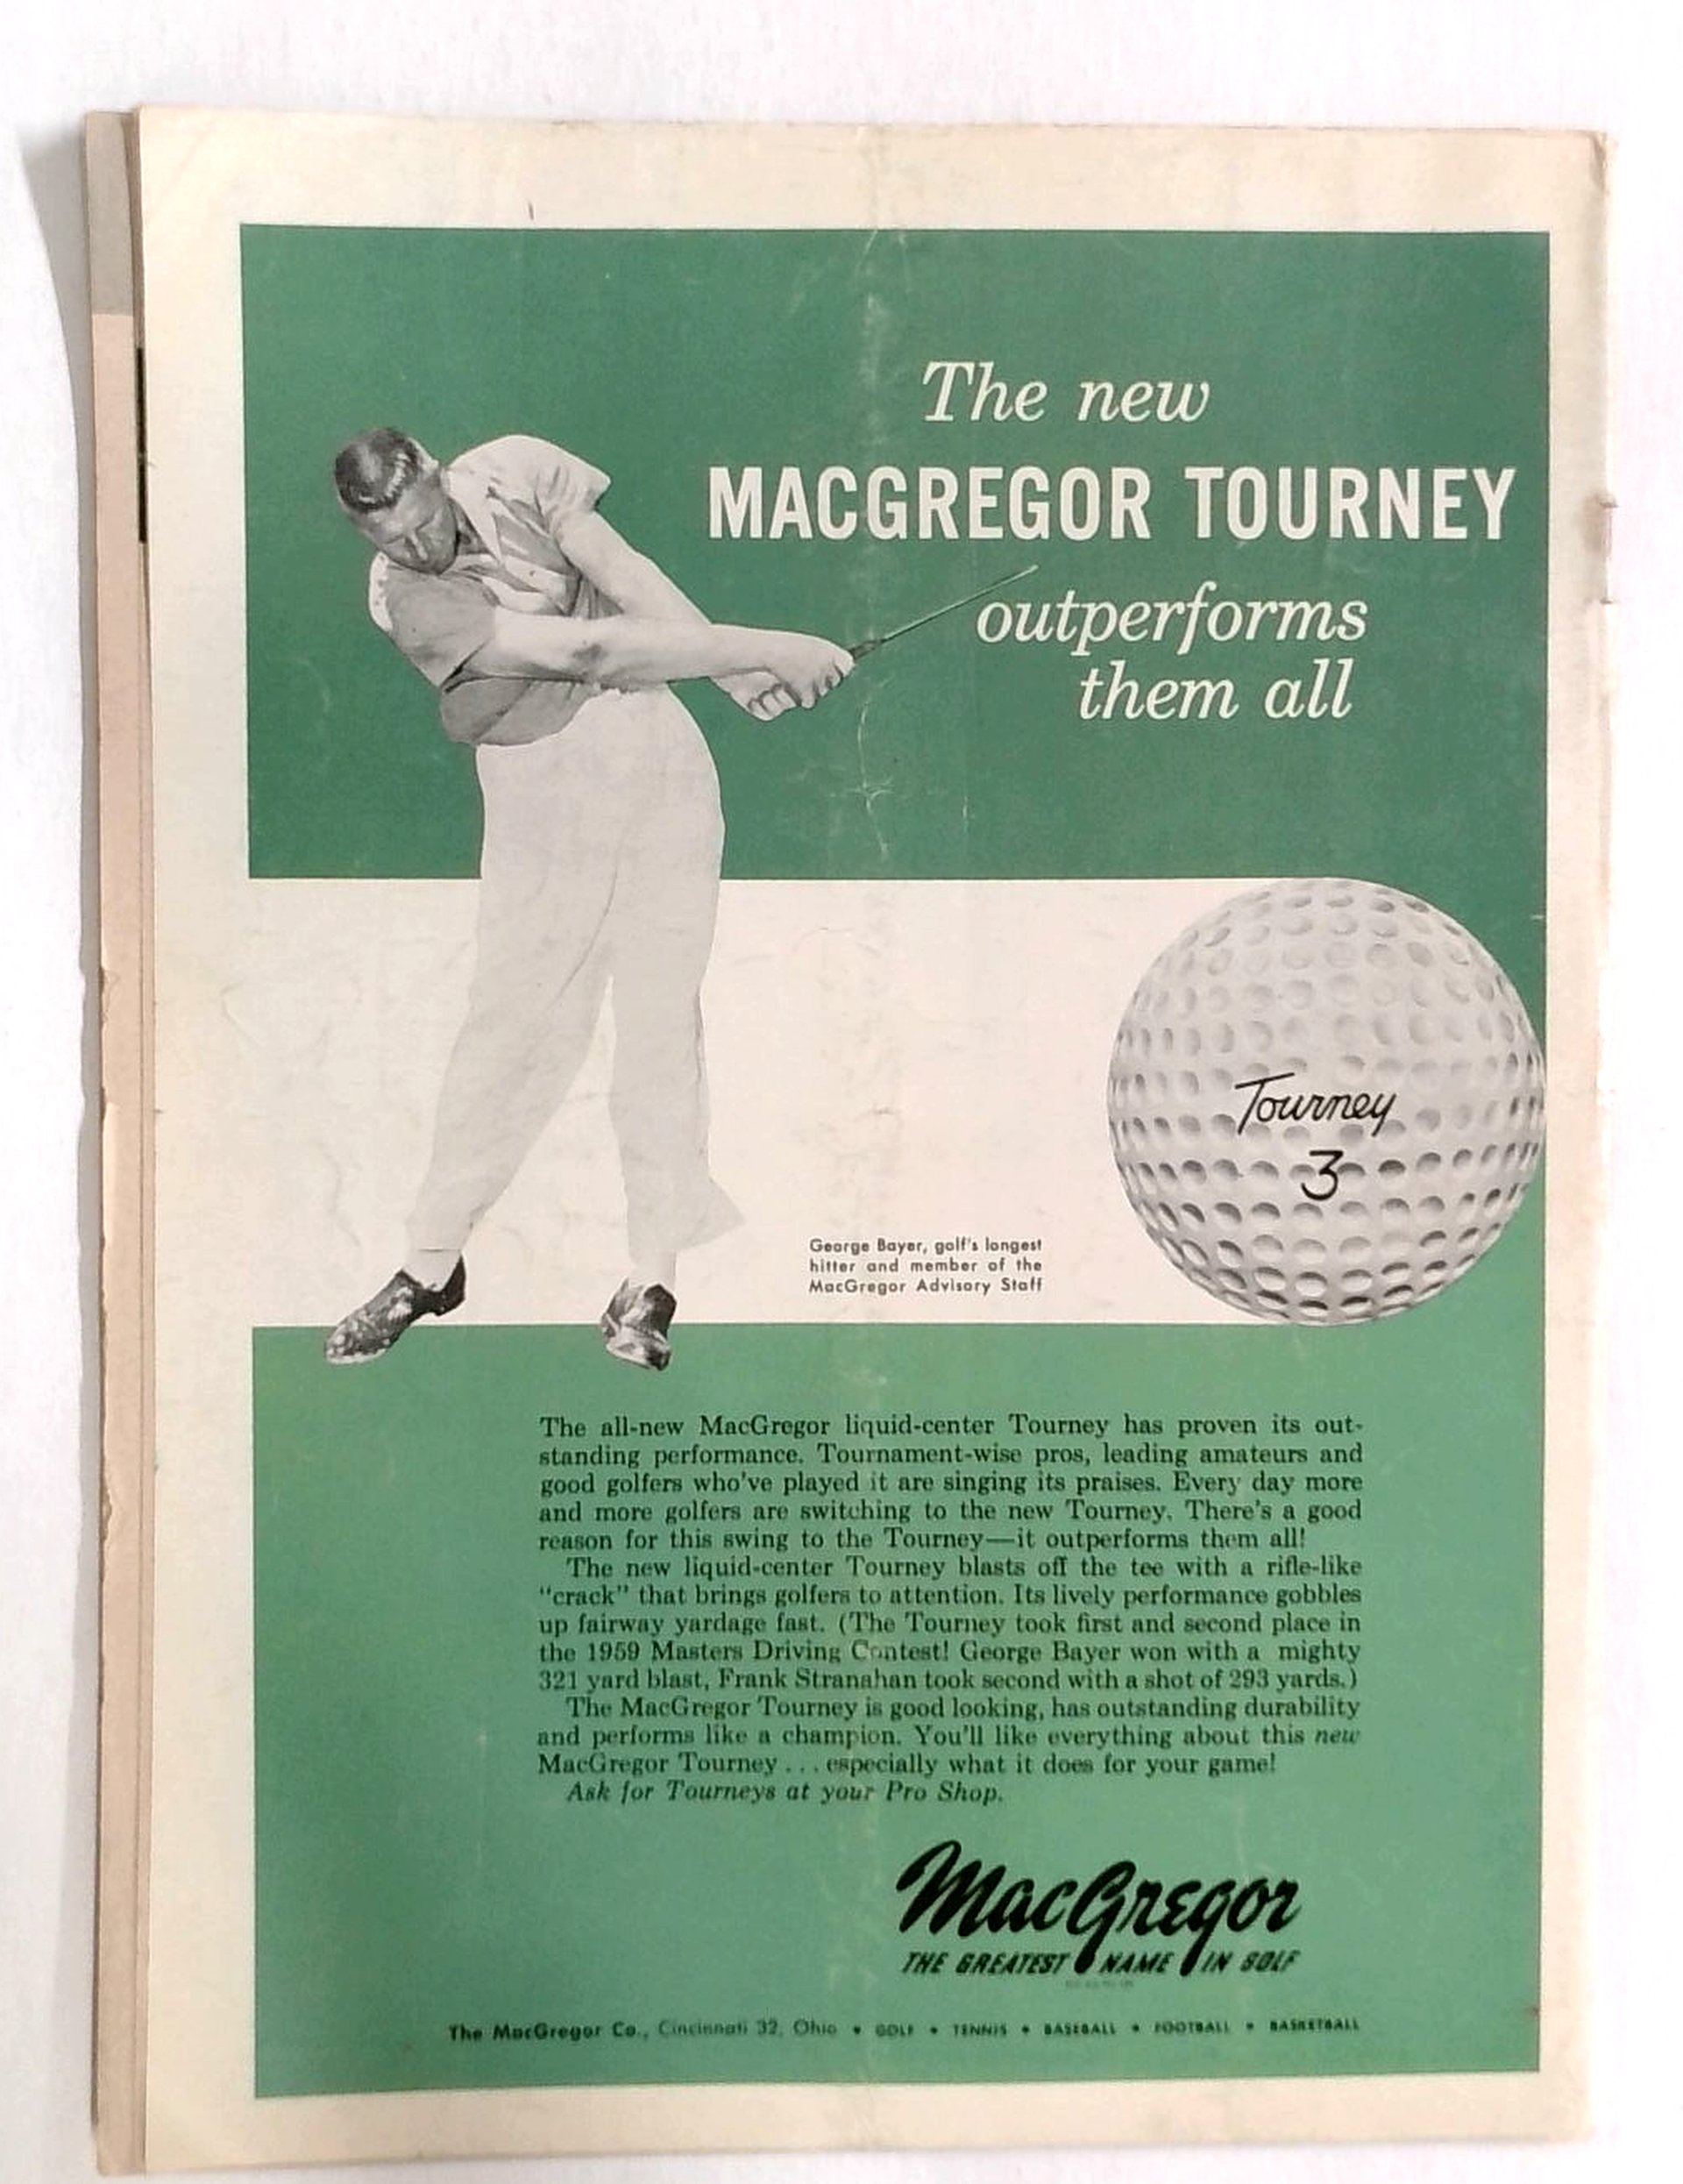 The new
MACGREGOR TOURNEY
outperforms
them all
Tourney
3
George Bayer, golf's longest
hitter and member of the
MacGregor Advisory Staff
The all-new MacGregor liquid-center Tourney has proven its out-
standing performance. Tournament-wise pros, leading amateurs and
good golfers who've played it are singing its praises. Every day more
and more golfers are switching to the new Tourney. There's a good
reason for this swing to the Tourney—it outperforms them all!
The new liquid-center Tourney blasts off the tee with a rifle-like
"crack" that brings golfers to attention. Its lively performance gobbles
up fairway yardage fast. (The Tourney took first and second place in
the 1959 Masters Driving Contest! George Bayer won with a mighty
321 yard blast, Frank Stranahan took second with a shot of 293 yards.)
The MacGregor Tourney is good looking, has outstanding durability
and performs like a champion. You'll like everything about this new
MacGregor Tourney . . . especially what it does for your game!
Ask for Tourneys at your Pro Shop.
MacGregor
THE GREATEST NAME IN GOLF
The MacGregor Co., Cincinnati 32, Ohio • GOLF • TENNIS • BASEBALL • FOOTBALL • BASKETBALL